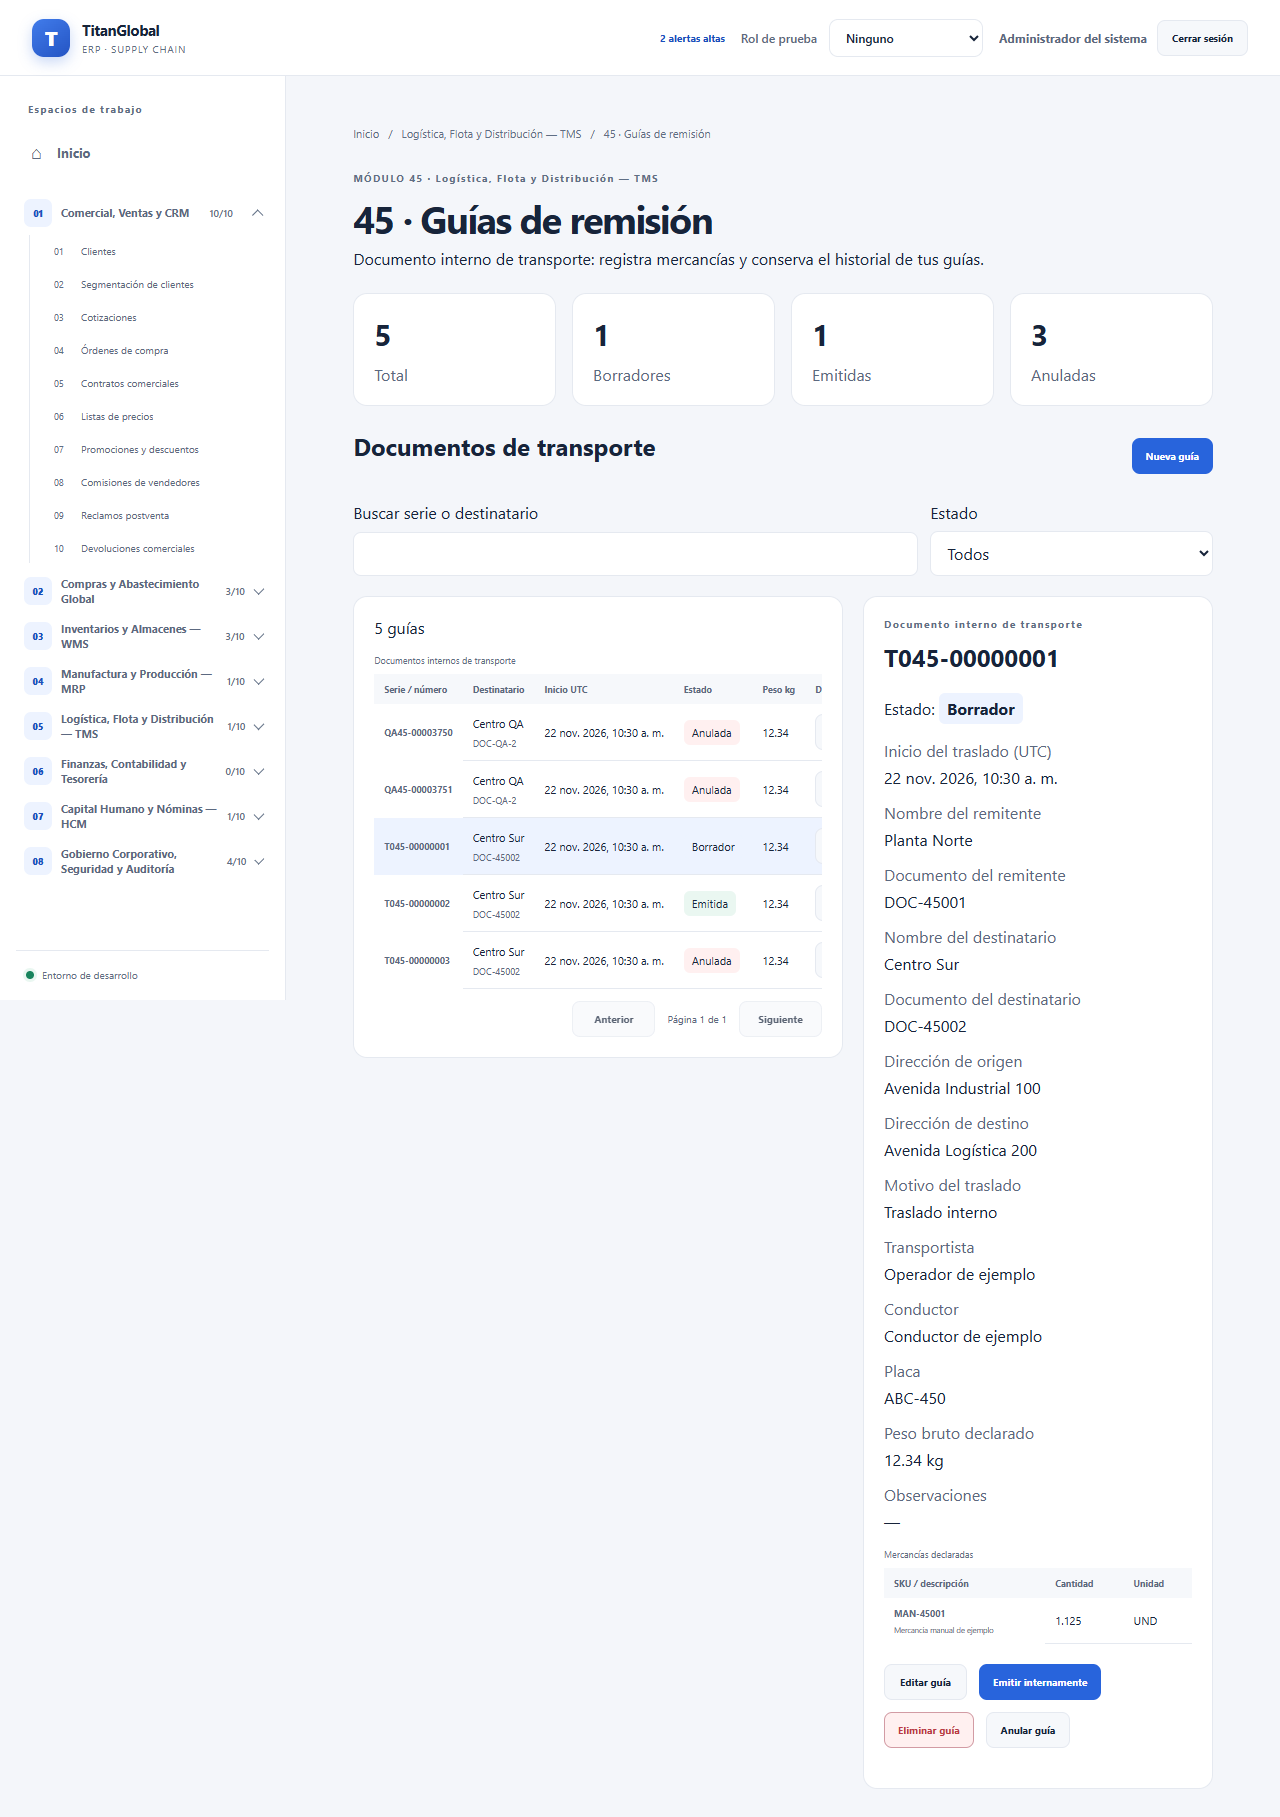 T
TitanGlobal
ERP · SUPPLY CHAIN
2 alertas altas
Rol de prueba
Ninguno
Administrador del sistema
Cerrar sesión
Espacios de trabajo
Inicio
01 Comercial, Ventas y CRM 10/10
01 Clientes
02 Segmentación de clientes
03 Cotizaciones
04 Órdenes de compra
05 Contratos comerciales
06 Listas de precios
07 Promociones y descuentos
08 Comisiones de vendedores
09 Reclamos postventa
10 Devoluciones comerciales
02 Compras y Abastecimiento Global 3/10
03 Inventarios y Almacenes — WMS 3/10
04 Manufactura y Producción — MRP 1/10
05 Logística, Flota y Distribución — TMS 1/10
06 Finanzas, Contabilidad y Tesorería 0/10
07 Capital Humano y Nóminas — HCM 1/10
08 Gobierno Corporativo, Seguridad y Auditoría 4/10
Entorno de desarrollo
Inicio / Logística, Flota y Distribución — TMS / 45 · Guías de remisión
MÓDULO 45 · Logística, Flota y Distribución — TMS
45 · Guías de remisión
Documento interno de transporte: registra mercancías y conserva el historial de tus guías.
5
Total
1
Borradores
1
Emitidas
3
Anuladas
Documentos de transporte
Nueva guía
Buscar serie o destinatario
Estado
Todos
5 guías
Documentos internos de transporte
Serie / número Destinatario Inicio UTC Estado Peso kg D
QA45-00003750 Centro QA DOC-QA-2 22 nov. 2026, 10:30 a. m. Anulada 12.34
QA45-00003751 Centro QA DOC-QA-2 22 nov. 2026, 10:30 a. m. Anulada 12.34
T045-00000001 Centro Sur DOC-45002 22 nov. 2026, 10:30 a. m. Borrador 12.34
T045-00000002 Centro Sur DOC-45002 22 nov. 2026, 10:30 a. m. Emitida 12.34
T045-00000003 Centro Sur DOC-45002 22 nov. 2026, 10:30 a. m. Anulada 12.34
Anterior Página 1 de 1 Siguiente
Documento interno de transporte
T045-00000001
Estado: Borrador
Inicio del traslado (UTC)
22 nov. 2026, 10:30 a. m.
Nombre del remitente
Planta Norte
Documento del remitente
DOC-45001
Nombre del destinatario
Centro Sur
Documento del destinatario
DOC-45002
Dirección de origen
Avenida Industrial 100
Dirección de destino
Avenida Logística 200
Motivo del traslado
Traslado interno
Transportista
Operador de ejemplo
Conductor
Conductor de ejemplo
Placa
ABC-450
Peso bruto declarado
12.34 kg
Observaciones
—
Mercancías declaradas
SKU / descripción Cantidad Unidad
MAN-45001 1.125 UND
Mercancía manual de ejemplo
Editar guía
Emitir internamente
Eliminar guía
Anular guía